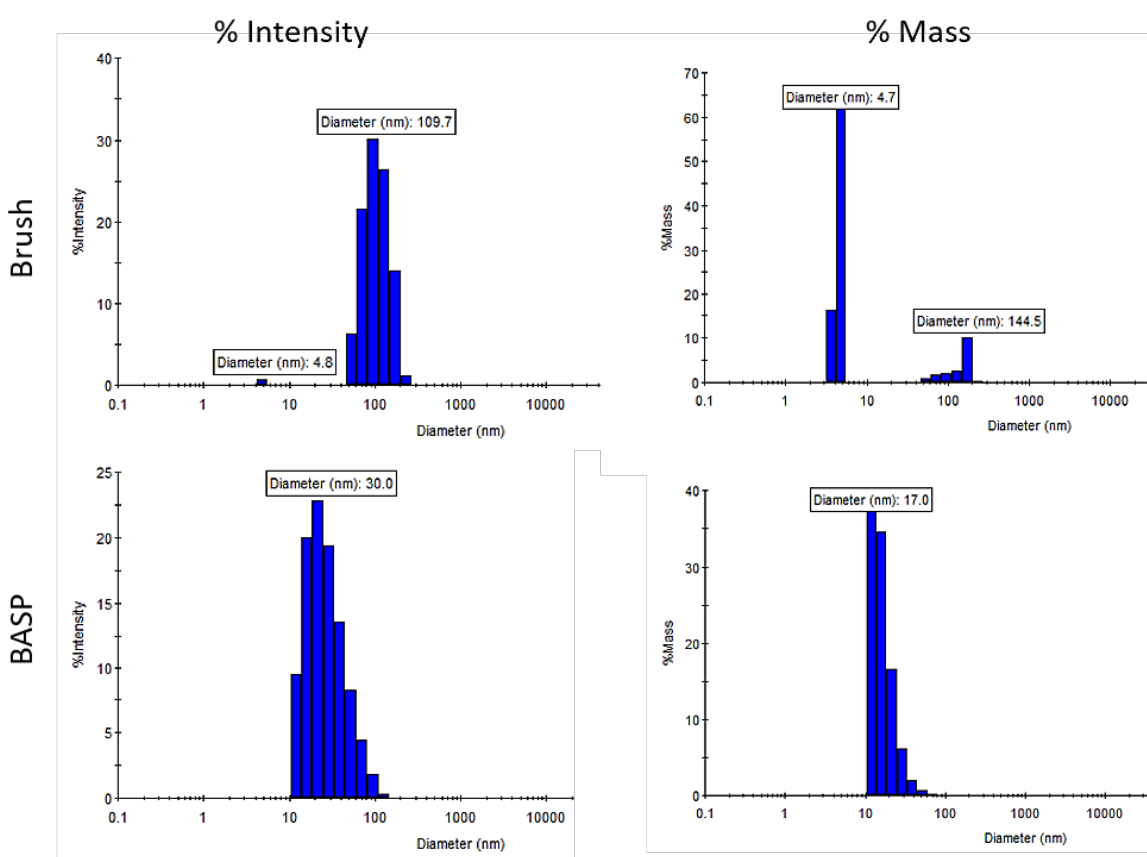 % Intensity
% Mass
Brush
40
30
20
10
0
%Intensity
Diameter (nm): 109.7
Diameter (nm): 4.8
0.1 1 10 100 1000 10000
Diameter (nm)
70
60
50
40
30
20
10
0
%Mass
Diameter (nm): 4.7
Diameter (nm): 144.5
0.1 1 10 100 1000 10000
Diameter (nm)
BASP
25
20
15
10
5
0
%Intensity
Diameter (nm): 30.0
0.1 1 10 100 1000 10000
Diameter (nm)
40
30
20
10
0
%Mass
Diameter (nm): 17.0
0.1 1 10 100 1000 10000
Diameter (nm)